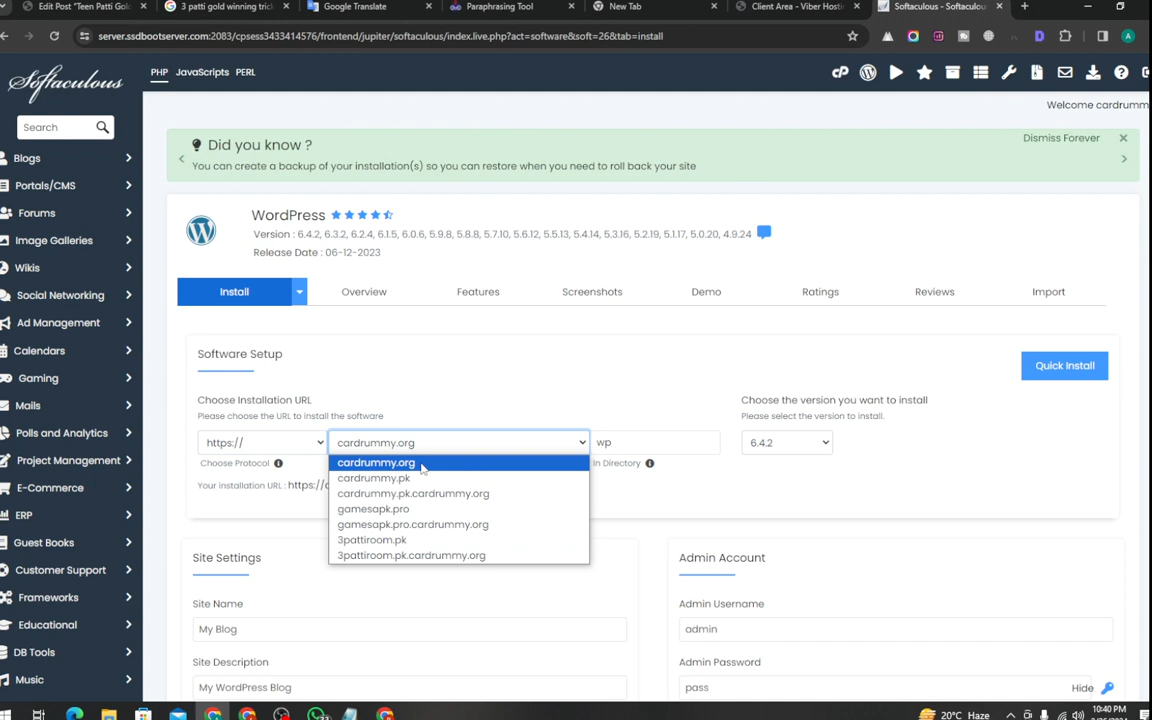 Edit Post "Teen Patti Gol
3 patti gold winning trick
Google Translate
Paraphrasing Tool
New Tab
Client Area - Viber Hosti
Softaculous - Softaculou
server.ssdbootserver.com:2083/cpsess3433414576/frontend/jupiter/softaculous/index.live.php?act=software&soft=26&tab=install
Softaculous
PHP JavaScripts PERL
Search
Welcome cardrumm
Did you know ?
You can create a backup of your installation(s) so you can restore when you need to roll back your site
Dismiss Forever
Blogs
Portals/CMS
Forums
Image Galleries
Wikis
Social Networking
Ad Management
Calendars
Gaming
Mails
Polls and Analytics
Project Management
E-Commerce
ERP
Guest Books
Customer Support
Frameworks
Educational
DB Tools
Music
WordPress
Version : 6.4.2, 6.3.2, 6.2.4, 6.1.5, 6.0.6, 5.9.8, 5.8.8, 5.7.10, 5.6.12, 5.5.13, 5.4.14, 5.3.16, 5.2.19, 5.1.17, 5.0.20, 4.9.24
Release Date : 06-12-2023
Install Overview Features Screenshots Demo Ratings Reviews Import
Software Setup
Quick Install
Choose Installation URL
Please choose the URL to install the software
https:// cardrummy.org wp
Choose Protocol
In Directory
Your installation URL : https://c
cardrummy.org
cardrummy.pk
cardrummy.pk.cardrummy.org
gamesapk.pro
gamesapk.pro.cardrummy.org
3pattiroom.pk
3pattiroom.pk.cardrummy.org
Choose the version you want to install
Please select the version to install.
6.4.2
Site Settings
Site Name
My Blog
Site Description
My WordPress Blog
Admin Account
Admin Username
admin
Admin Password
pass
Hide
20°C Haze
10:40 PM